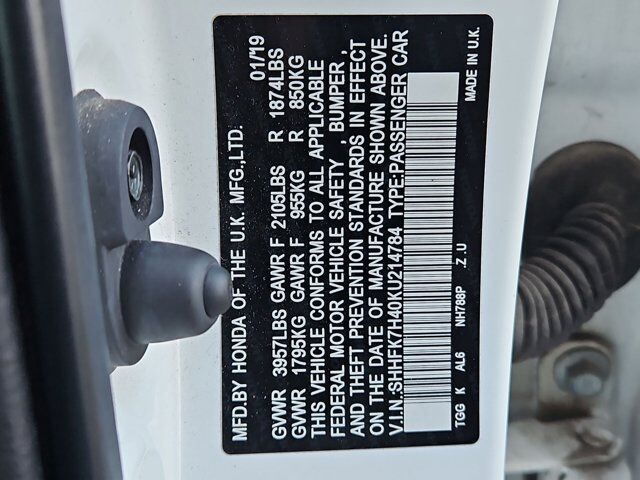 MFD.BY HONDA OF THE U.K. MFG.,LTD. 01/19
GVWR 3957LBS GAWR F 2105LBS R 1874LBS
GVWR 1795KG GAWR F 955KG R 850KG
THIS VEHICLE CONFORMS TO ALL APPLICABLE
FEDERAL MOTOR VEHICLE SAFETY , BUMPER ,
AND THEFT PREVENTION STANDARDS IN EFFECT
ON THE DATE OF MANUFACTURE SHOWN ABOVE.
V.I.N.:SHHFK7H40KU214784 TYPE:PASSENGER CAR
TGG K AL6 NH788P .Z .U MADE IN U.K.